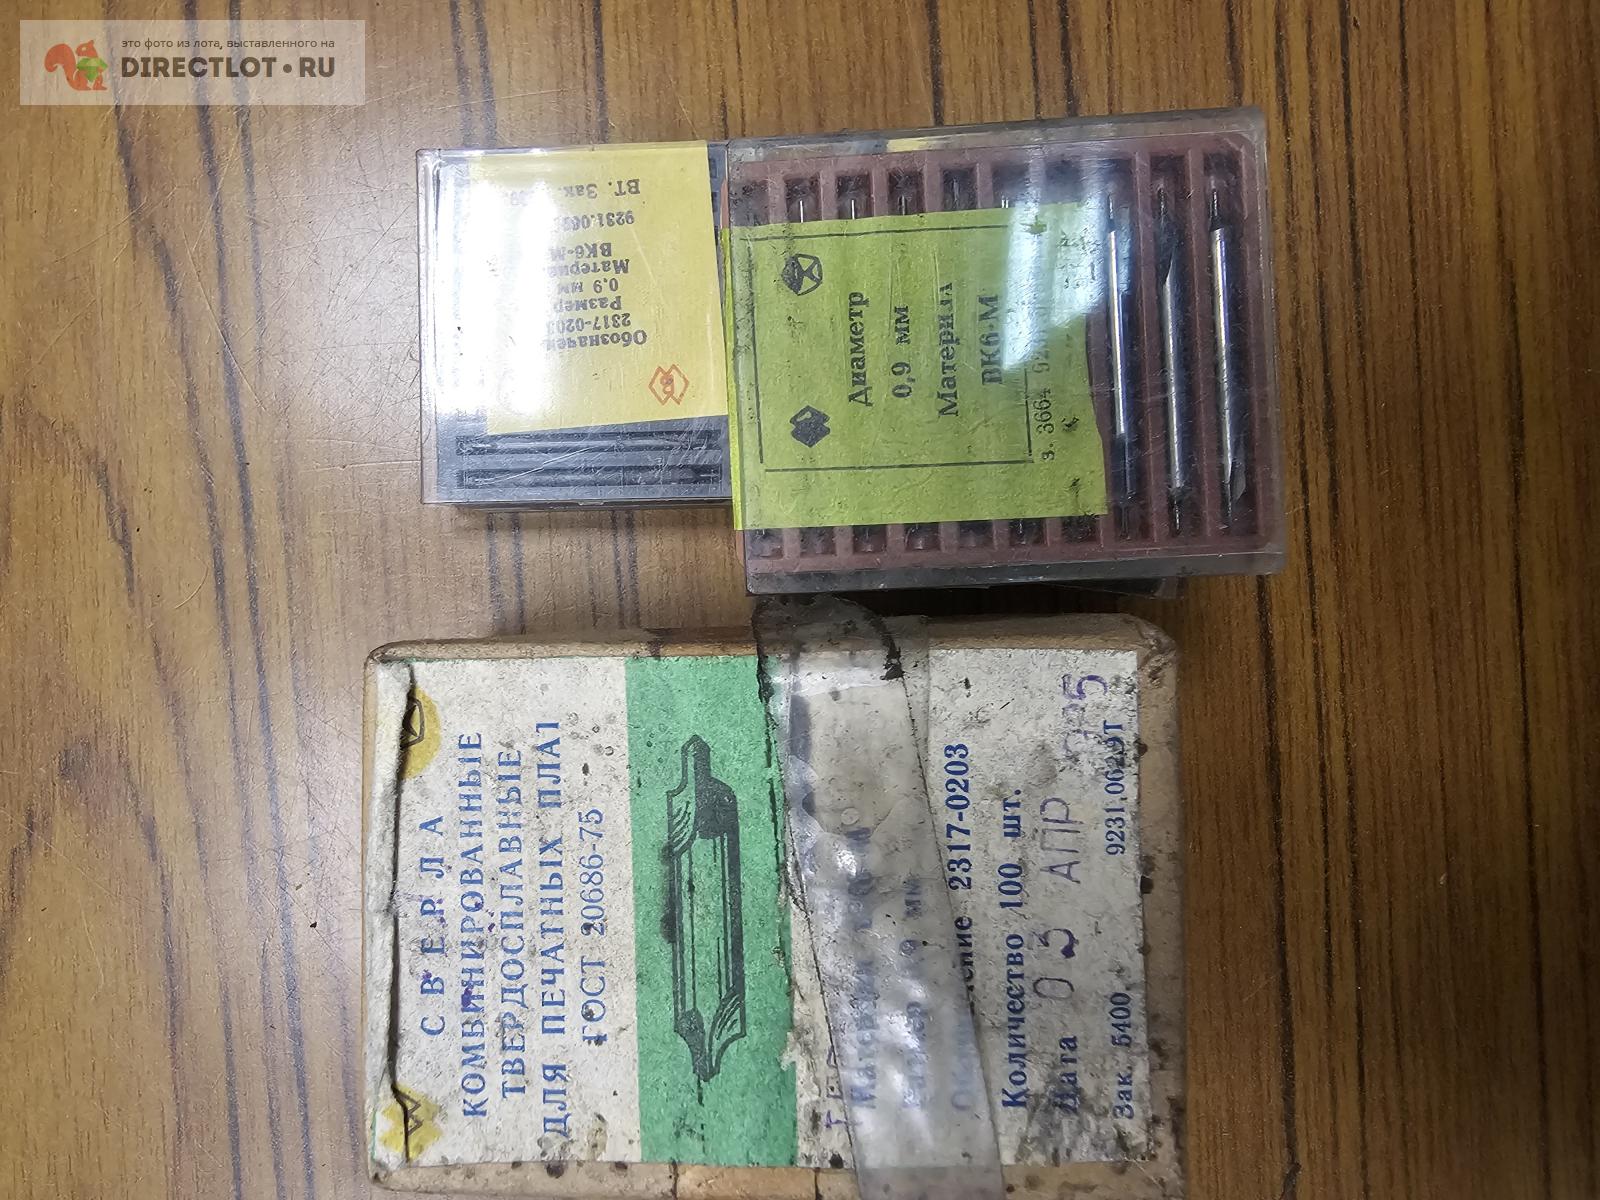 это фото из лота, выставленного на
DIRECTLOT•RU
Обозначен
2317-0203
Размер
0,9 мм
Материа
ВК6-М
9231.06
ВТ. Зак.
Диаметр
0,9 мм
Материал
ВК6-М
з. 3664
СВЕРЛА
КОМБИНИРОВАННЫЕ
ТВЕРДОСПЛАВНЫЕ
ДЛЯ ПЕЧАТНЫХ ПЛАТ
ГОСТ 20686-75
2317-0203
Количество 100 шт.
Дата 03 АПР
Зак. 5400 9231.0629т